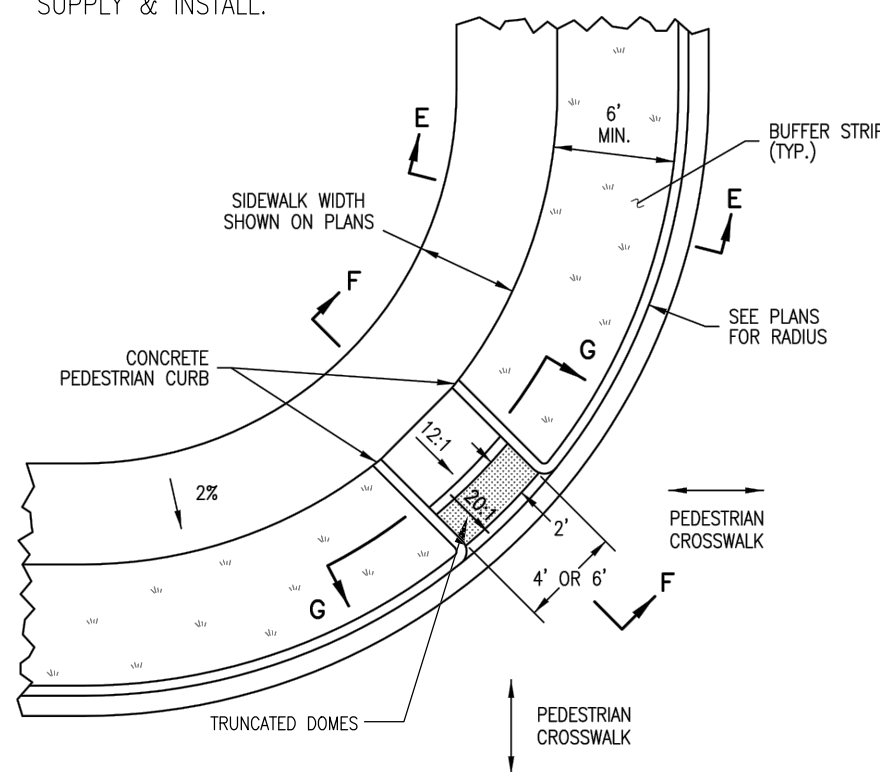 SUPPLY & INSTALL.
E
6'
MIN.
BUFFER STRIP
(TYP.)
E
SIDEWALK WIDTH
SHOWN ON PLANS
F
SEE PLANS
FOR RADIUS
G
CONCRETE
PEDESTRIAN CURB
12:1
2%
20:1
2'
PEDESTRIAN
CROSSWALK
4' OR 6'
F
G
TRUNCATED DOMES
PEDESTRIAN
CROSSWALK